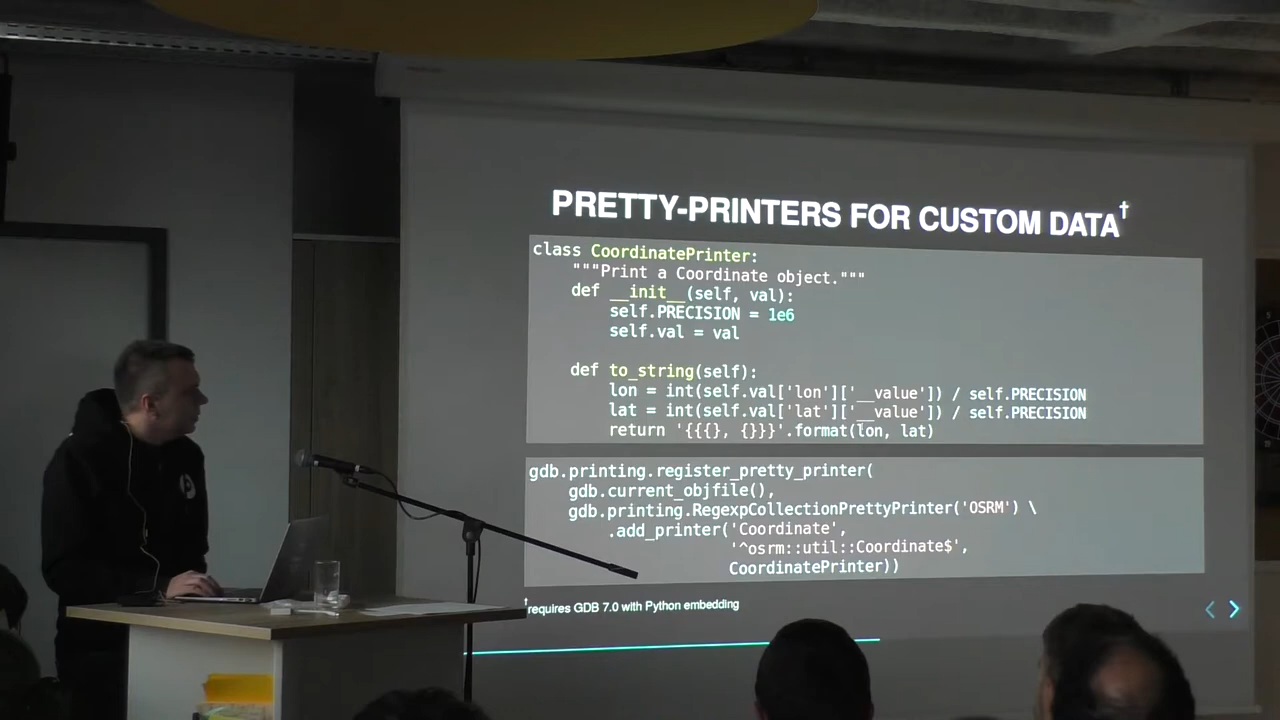 PRETTY-PRINTERS FOR CUSTOM DATA†
class CoordinatePrinter:
    """Print a Coordinate object."""
    def __init__(self, val):
        self.PRECISION = 1e6
        self.val = val
    def to_string(self):
        lon = int(self.val['lon']['__value']) / self.PRECISION
        lat = int(self.val['lat']['__value']) / self.PRECISION
        return '{{{}, {}}}'.format(lon, lat)
gdb.printing.register_pretty_printer(
    gdb.current_objfile(),
    gdb.printing.RegexpCollectionPrettyPrinter('OSRM') \
        .add_printer('Coordinate',
                     '^osrm::util::Coordinate$',
                     CoordinatePrinter))
†requires GDB 7.0 with Python embedding